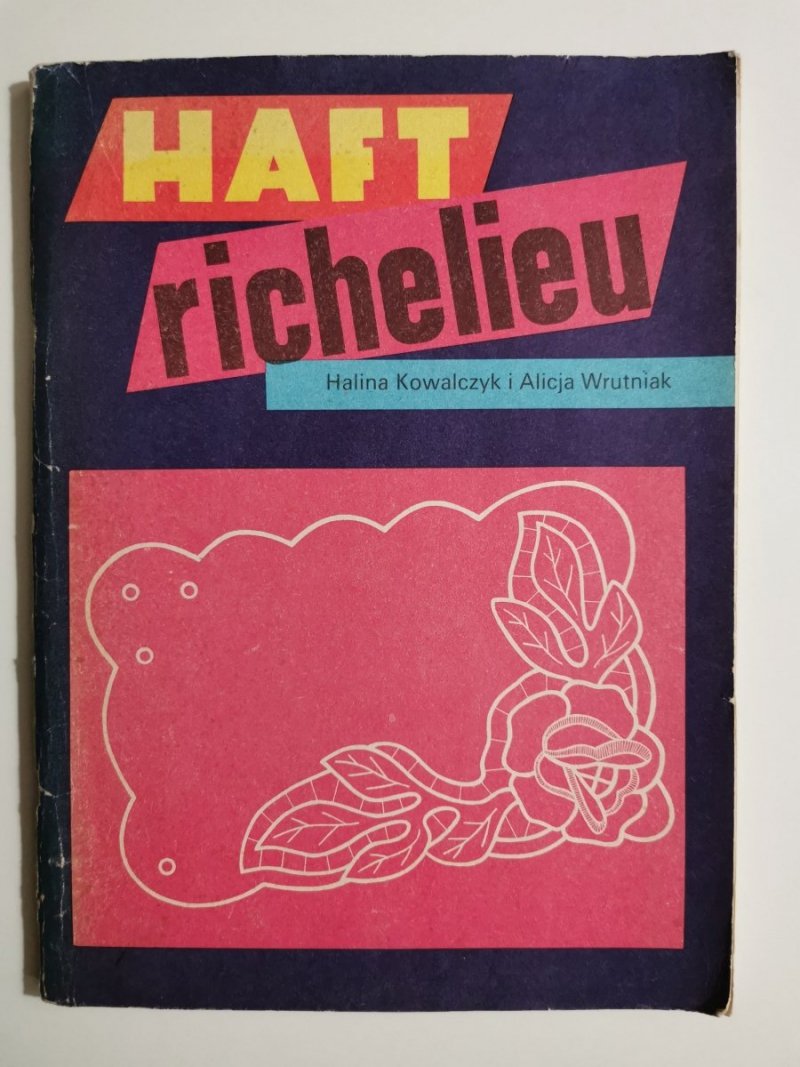 HAFT
richelieu
Halina Kowalczyk i Alicja Wrutniak